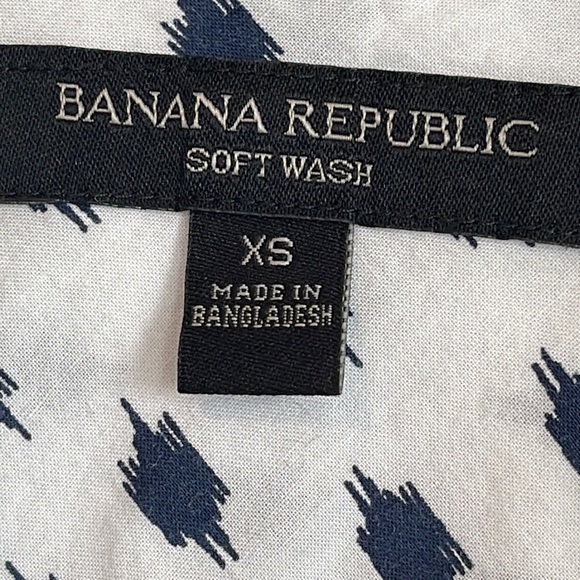 BANANA REPUBLIC
SOFT WASH
XS
MADE IN
BANGLADESH